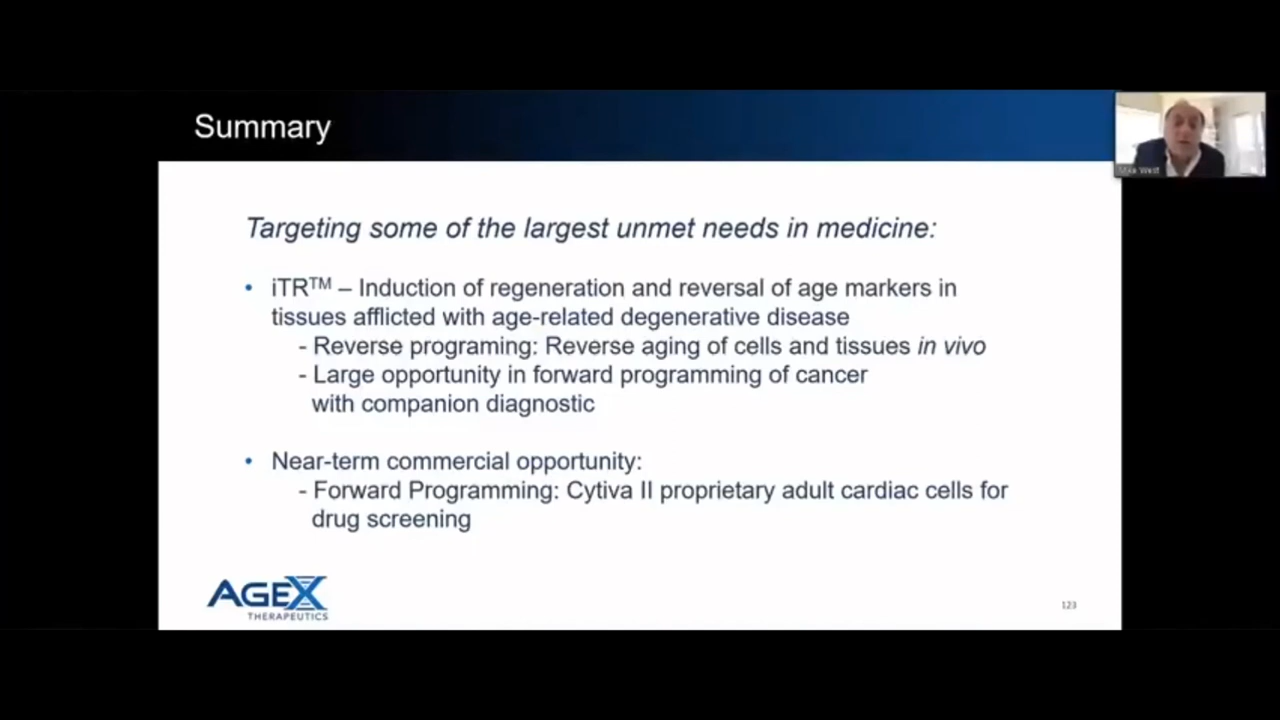 Summary
Mike West
Targeting some of the largest unmet needs in medicine:
• iTR™ – Induction of regeneration and reversal of age markers in
tissues afflicted with age-related degenerative disease
- Reverse programing: Reverse aging of cells and tissues in vivo
- Large opportunity in forward programming of cancer
with companion diagnostic
• Near-term commercial opportunity:
- Forward Programming: Cytiva II proprietary adult cardiac cells for
drug screening
AGEX
THERAPEUTICS
123